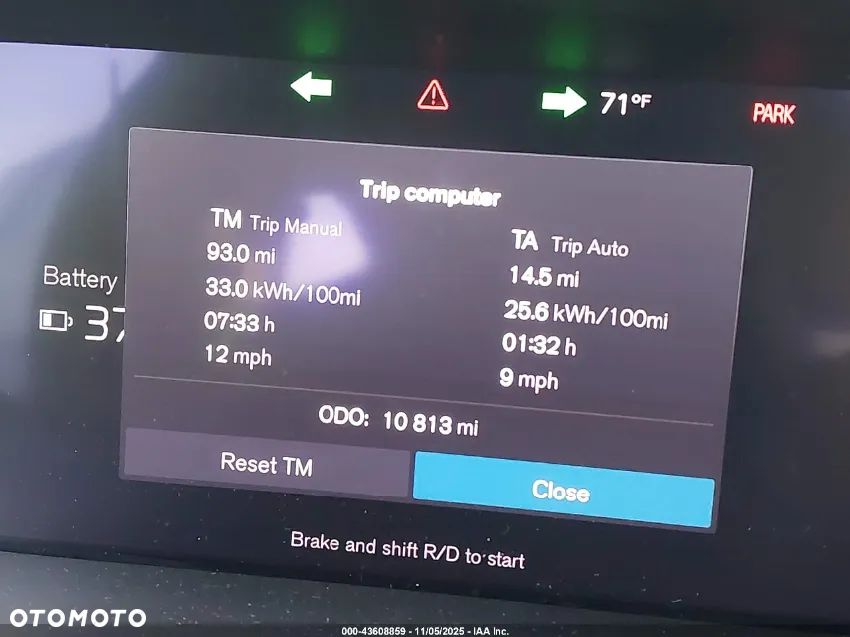 71°F
PARK
Trip computer
TM Trip Manual
93.0 mi
33.0 kWh/100mi
07:33 h
12 mph
TA Trip Auto
14.5 mi
25.6 kWh/100mi
01:32 h
9 mph
Battery
37
ODO: 10 813 mi
Reset TM
Close
Brake and shift R/D to start
OTOMOTO
000-43608859 - 11/05/2025 - IAA Inc.